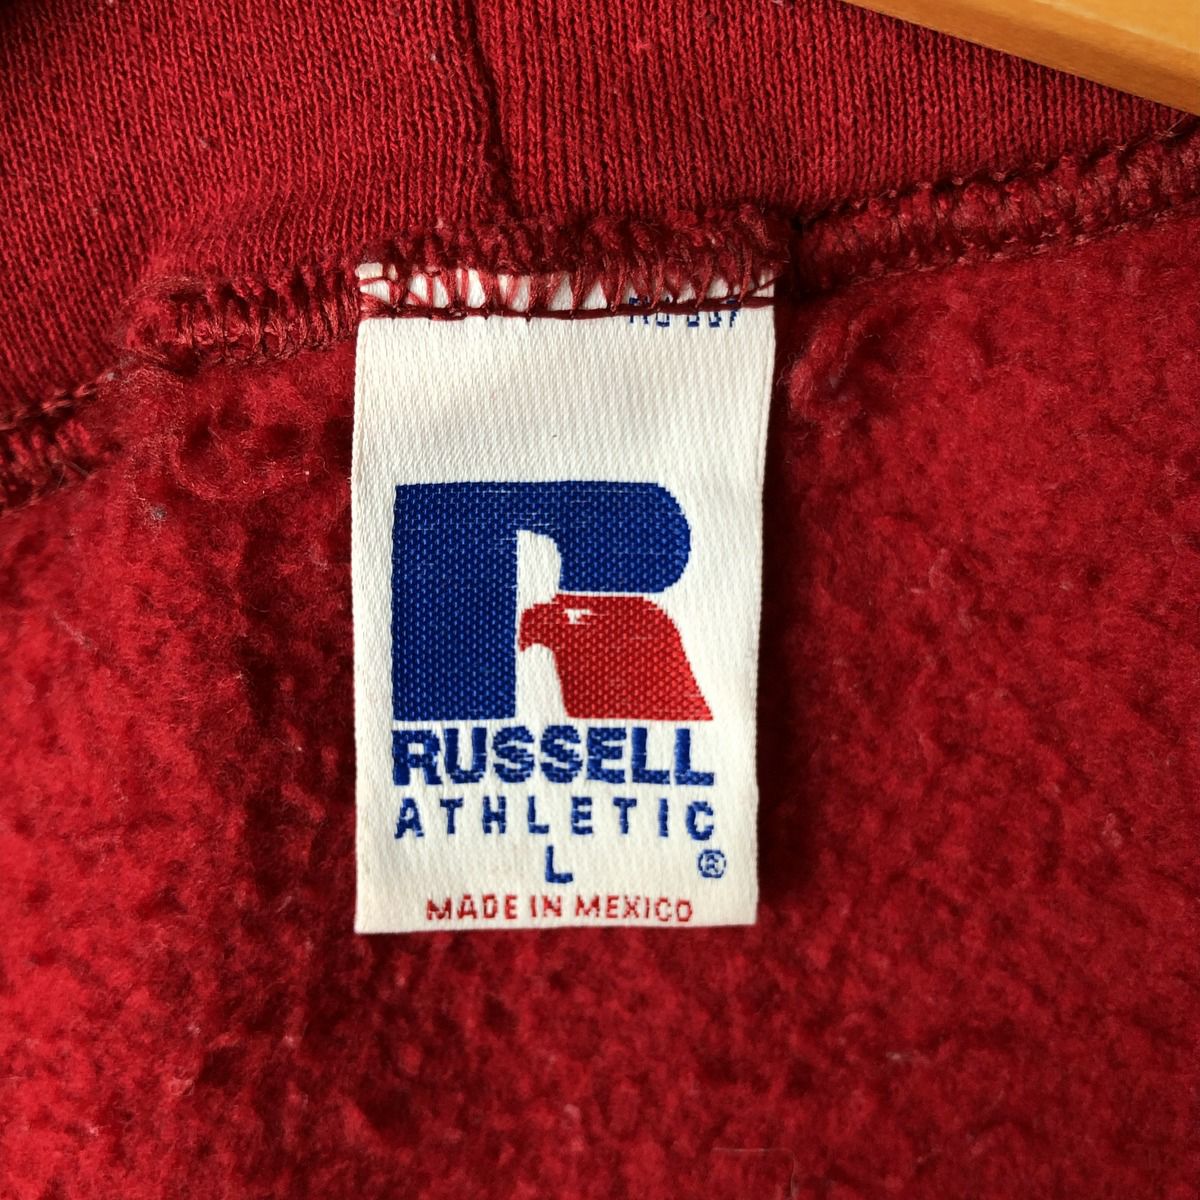 RUSSELL
ATHLETIC
L ®
MADE IN MEXICO